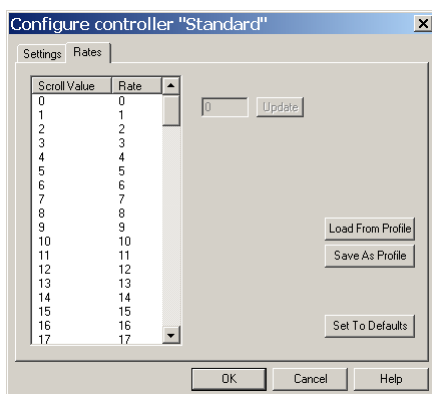 Configure controller "Standard"
Settings Rates
Scroll Value Rate
0 0
1 1
2 2
3 3
4 4
5 5
6 6
7 7
8 8
9 9
10 10
11 11
12 12
13 13
14 14
15 15
16 16
17 17
0 Update
Load From Profile
Save As Profile
Set To Defaults
OK Cancel Help